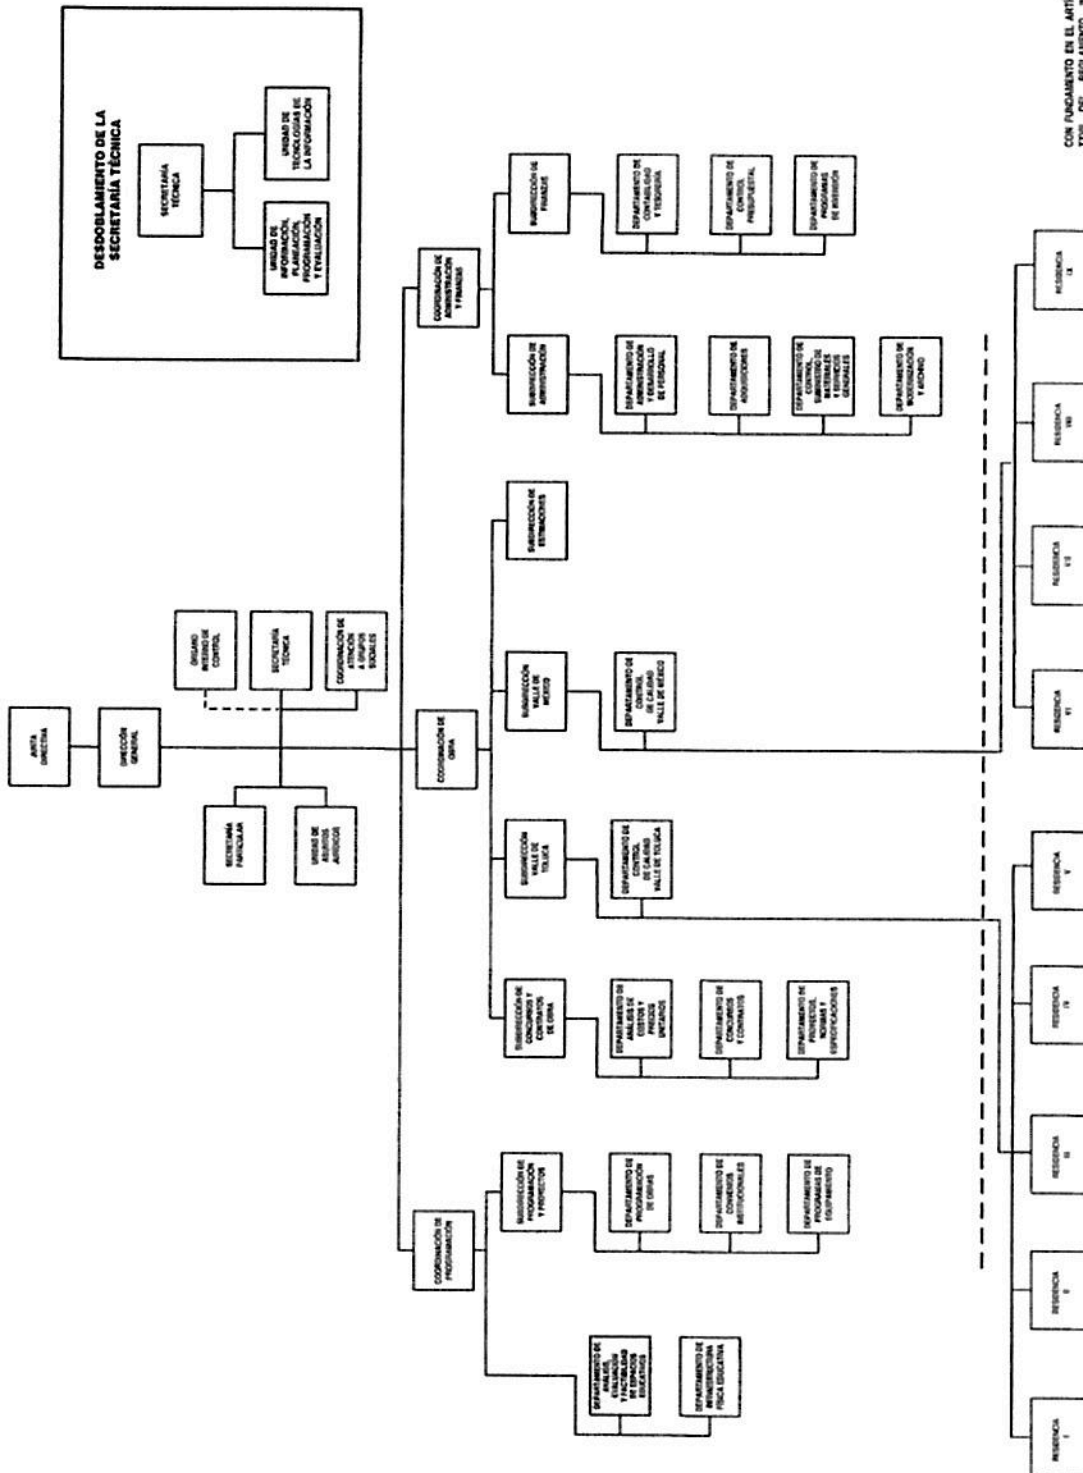 DESDOBLAMIENTO DE LA
SECRETARÍA TÉCNICA
SECRETARÍA
TÉCNICA
UNIDAD DE
INFORMACIÓN,
PLANEACIÓN,
PROGRAMACIÓN
Y EVALUACIÓN
UNIDAD DE
TECNOLOGÍAS DE
LA INFORMACIÓN
JUNTA
DIRECTIVA
DIRECCIÓN
GENERAL
SECRETARÍA
PARTICULAR
UNIDAD DE
ASUNTOS
JURÍDICOS
ÓRGANO
INTERNO DE
CONTROL
SECRETARÍA
TÉCNICA
COORDINACIÓN DE
ATENCIÓN
A GRUPOS
SOCIALES
COORDINACIÓN DE
PROGRAMACIÓN
COORDINACIÓN DE
OBRA
COORDINACIÓN DE
ADMINISTRACIÓN
Y FINANZAS
SUBDIRECCIÓN DE
PROGRAMACIÓN
Y PROYECTOS
SUBDIRECCIÓN DE
CONCURSOS Y
CONTRATOS
DE OBRA
SUBDIRECCIÓN
VALLE DE
TOLUCA
SUBDIRECCIÓN
VALLE DE
MÉXICO
SUBDIRECCIÓN DE
ESTIMACIONES
SUBDIRECCIÓN DE
ADMINISTRACIÓN
SUBDIRECCIÓN DE
FINANZAS
DEPARTAMENTO DE
ANÁLISIS,
EVALUACIÓN
Y FACTIBILIDAD
DE ESPACIOS
EDUCATIVOS
DEPARTAMENTO DE
INFRAESTRUCTURA
FÍSICA EDUCATIVA
DEPARTAMENTO DE
PROGRAMACIÓN
DE OBRAS
DEPARTAMENTO DE
CONVENIOS
INSTITUCIONALES
DEPARTAMENTO DE
PROGRAMAS DE
EQUIPAMIENTO
DEPARTAMENTO DE
ANÁLISIS DE
COSTOS Y
PRECIOS
UNITARIOS
DEPARTAMENTO DE
CONCURSOS
Y CONTRATOS
DEPARTAMENTO DE
PROYECTOS,
NORMAS Y
ESPECIFICACIONES
DEPARTAMENTO DE
CONTROL
DE CALIDAD
VALLE DE TOLUCA
DEPARTAMENTO DE
CONTROL
DE CALIDAD
VALLE DE MÉXICO
DEPARTAMENTO DE
ADMINISTRACIÓN
Y DESARROLLO
DE PERSONAL
DEPARTAMENTO DE
ADQUISICIONES
DEPARTAMENTO DE
CONTROL,
SUMINISTRO DE
MATERIALES
Y SERVICIOS
GENERALES
DEPARTAMENTO DE
MODERNIZACIÓN
Y ARCHIVO
DEPARTAMENTO DE
CONTABILIDAD
Y TESORERÍA
DEPARTAMENTO DE
CONTROL
PRESUPUESTAL
DEPARTAMENTO DE
PROGRAMAS
DE INVERSIÓN
RESIDENCIA
I
RESIDENCIA
II
RESIDENCIA
III
RESIDENCIA
IV
RESIDENCIA
V
RESIDENCIA
VI
RESIDENCIA
VII
RESIDENCIA
VIII
RESIDENCIA
IX
CON FUNDAMENTO EN EL
DEL REGLAMENTO